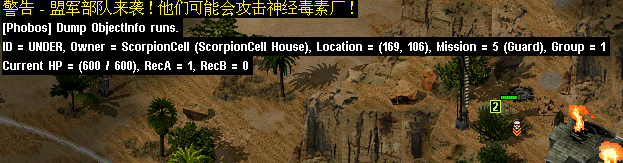 警告 - 盟军部队来袭！他们可能会攻击神经毒素厂！
[Phobos] Dump ObjectInfo runs.
ID = UNDER, Owner = ScorpionCell (ScorpionCell House), Location = (169, 106), Mission = 5 (Guard), Group = 1
Current HP = (600 / 600), RecA = 1, RecB = 0
2